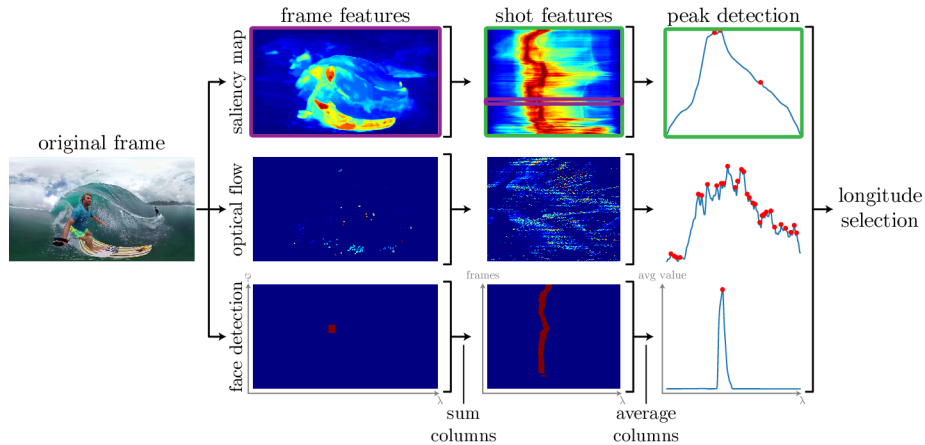 frame features
shot features
peak detection
saliency map
original frame
optical flow
longitude
selection
face detection
φ
frames
avg value
λ
λ
λ
sum
columns
average
columns